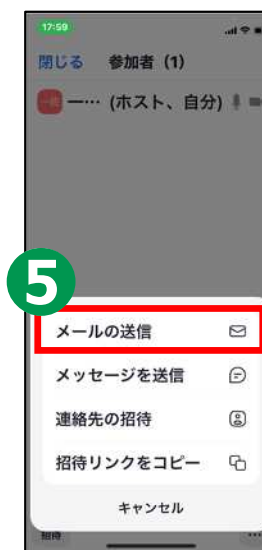 17:59
閉じる 参加者（1）
一… (ホスト、自分)
5
メールの送信
メッセージを送信
連絡先の招待
招待リンクをコピー
キャンセル
招待